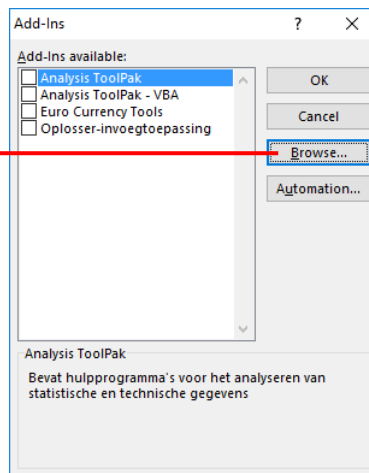 Add-Ins ?
Add-Ins available:
Analysis ToolPak
Analysis ToolPak - VBA
Euro Currency Tools
Oplosser-invoegtoepassing
OK
Cancel
Browse...
Automation...
Analysis ToolPak
Bevat hulpprogramma's voor het analyseren van
statistische en technische gegevens